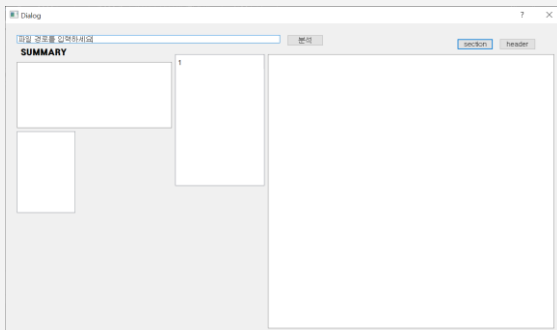 Dialog
?
파일 경로를 입력하세요
분석
section
header
SUMMARY
1